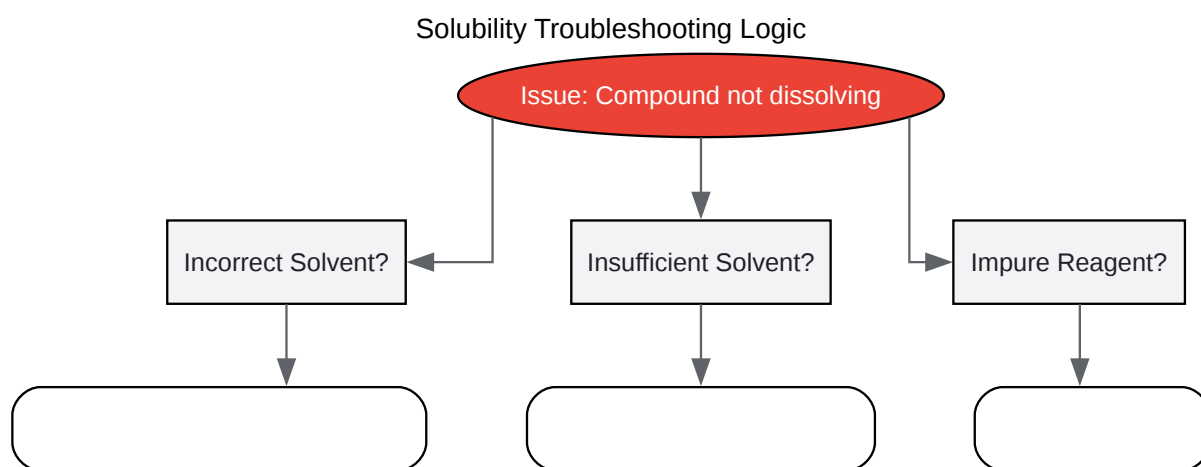 Solubility Troubleshooting Logic
Issue: Compound not dissolving
Incorrect Solvent?
Insufficient Solvent?
Impure Reagent?